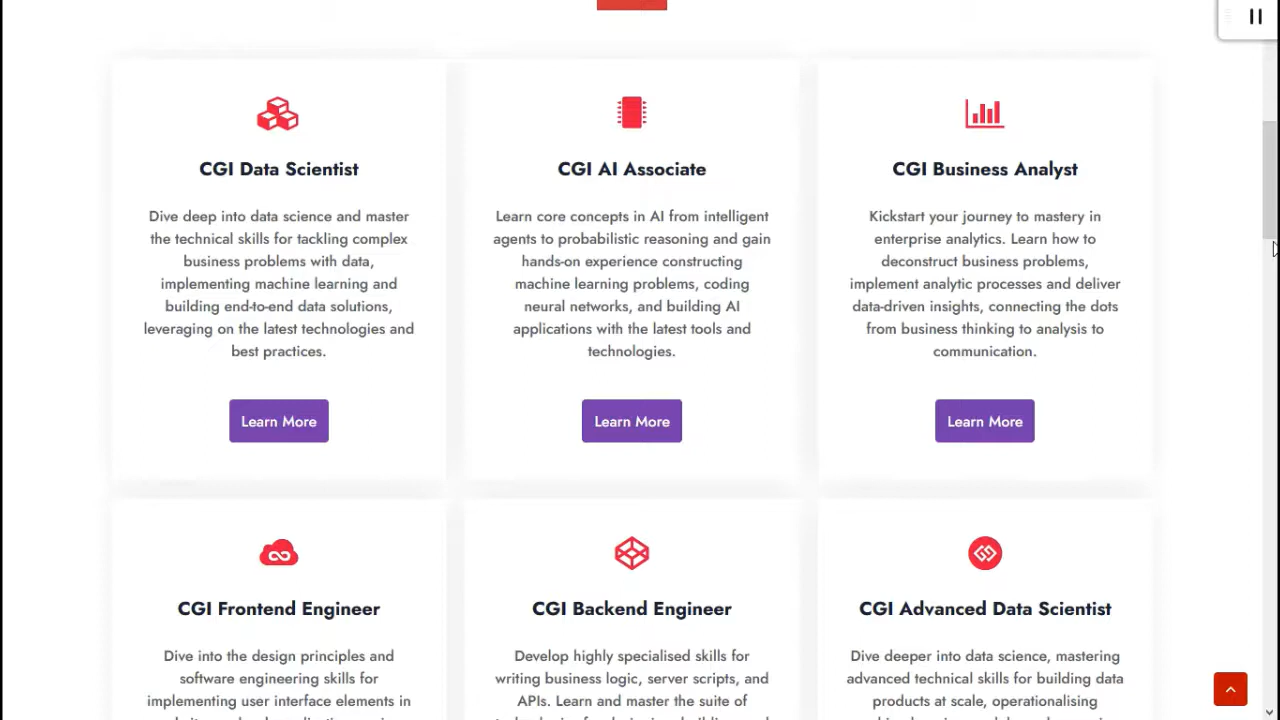 CGI Data Scientist
Dive deep into data science and master
the technical skills for tackling complex
business problems with data,
implementing machine learning and
building end-to-end data solutions,
leveraging on the latest technologies and
best practices.
Learn More
CGI AI Associate
Learn core concepts in AI from intelligent
agents to probabilistic reasoning and gain
hands-on experience constructing
machine learning problems, coding
neural networks, and building AI
applications with the latest tools and
technologies.
Learn More
CGI Business Analyst
Kickstart your journey to mastery in
enterprise analytics. Learn how to
deconstruct business problems,
implement analytic processes and deliver
data-driven insights, connecting the dots
from business thinking to analysis to
communication.
Learn More
CGI Frontend Engineer
Dive into the design principles and
software engineering skills for
implementing user interface elements in
CGI Backend Engineer
Develop highly specialised skills for
writing business logic, server scripts, and
APIs. Learn and master the suite of
CGI Advanced Data Scientist
Dive deeper into data science, mastering
advanced technical skills for building data
products at scale, operationalising